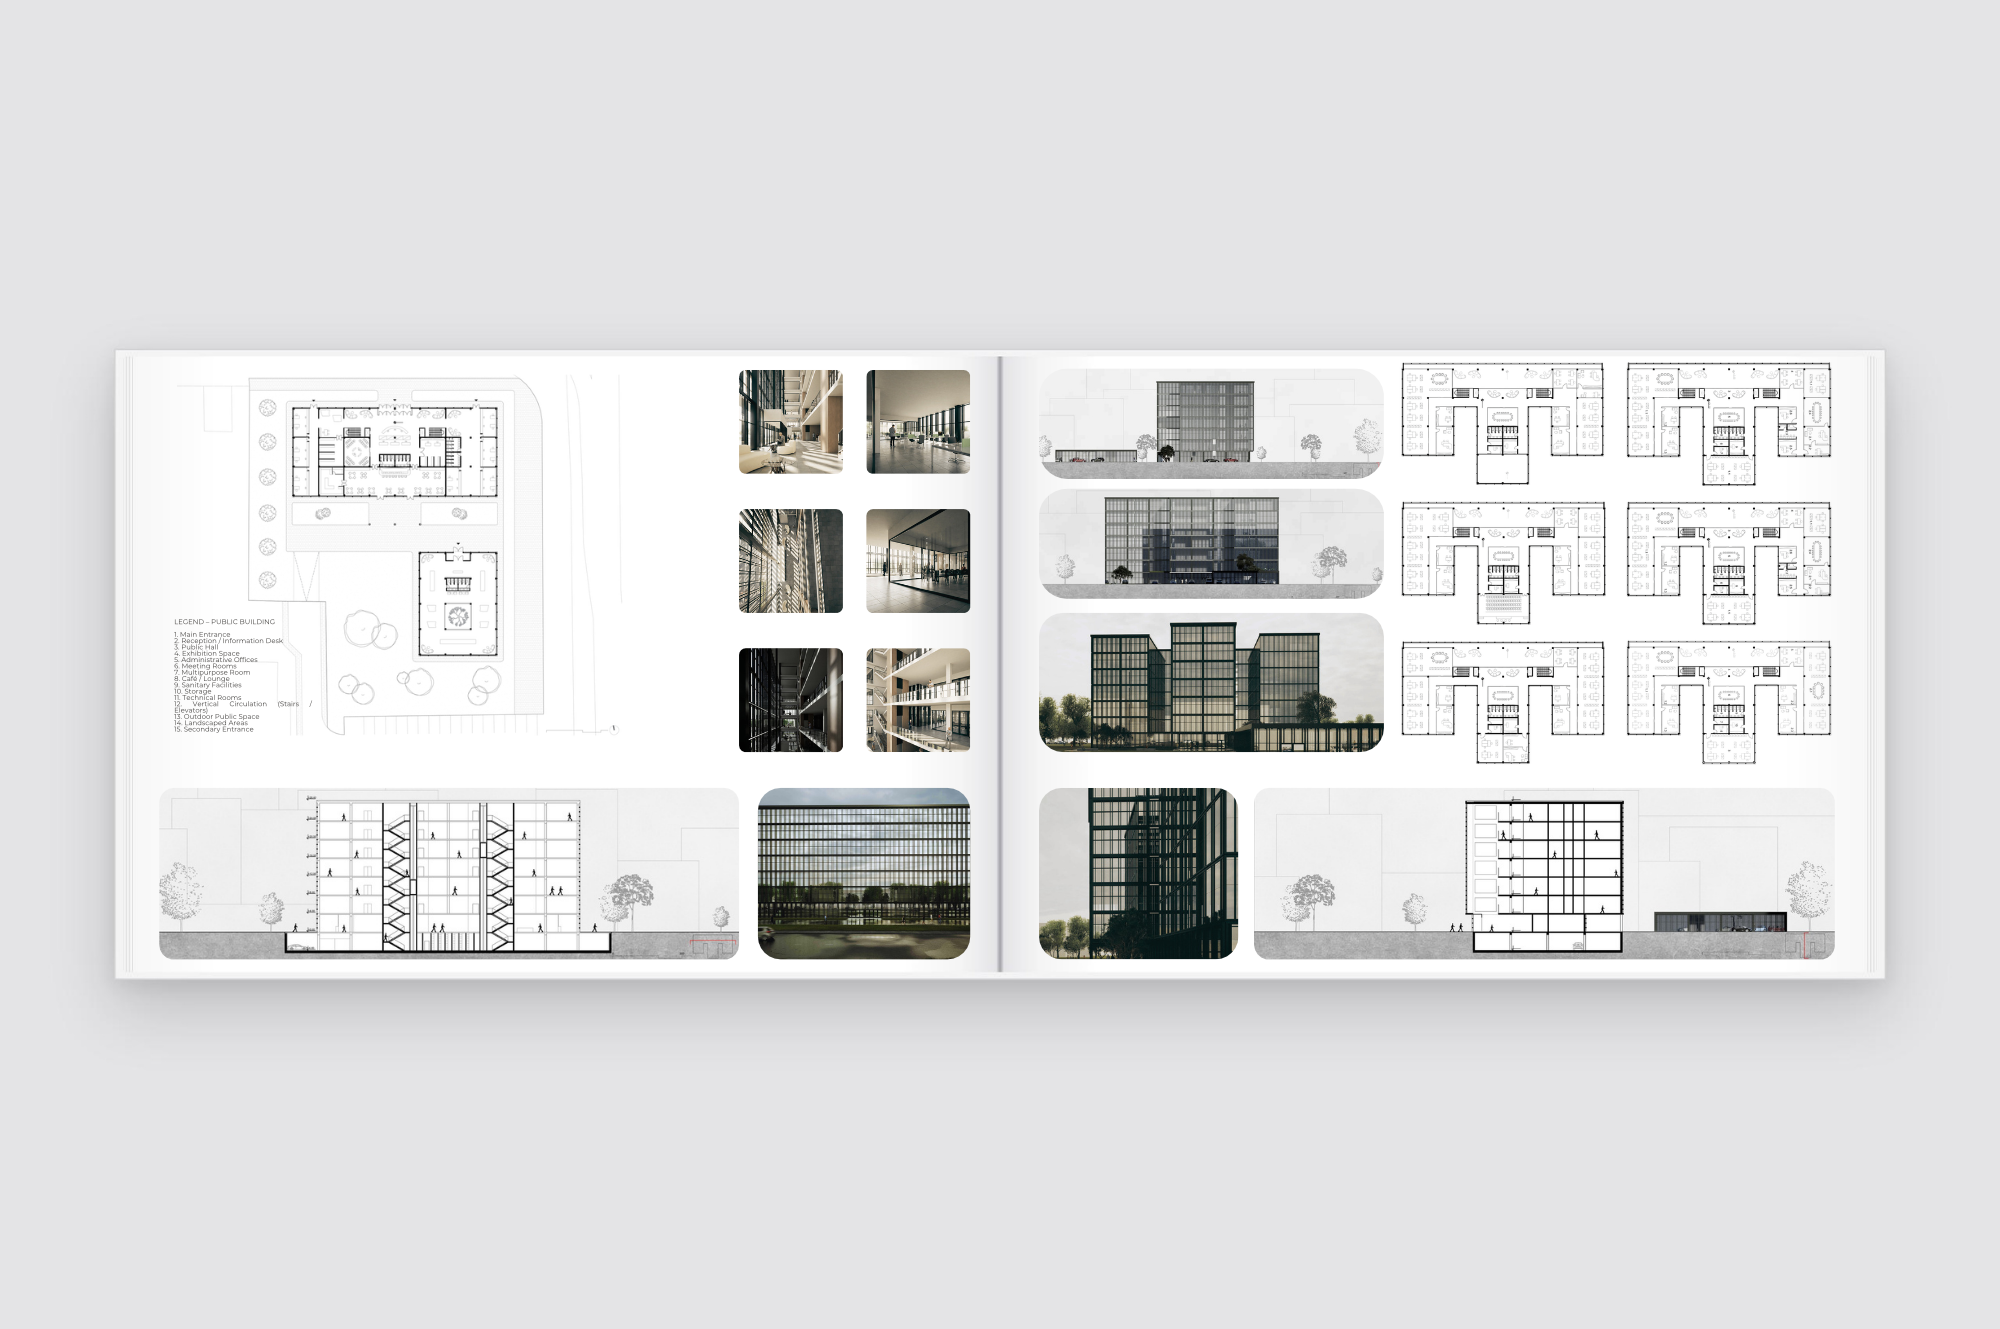 LEGEND – PUBLIC BUILDING
1. Main Entrance
2. Reception / Information Desk
3. Public Hall
4. Exhibition Space
5. Administrative Offices
6. Meeting Rooms
7. Multipurpose Room
8. Café / Lounge
9. Sanitary Facilities
10. Storage
11. Technical Rooms
12. Vertical Circulation (Stairs /
Elevators)
13. Outdoor Public Space
14. Landscaped Areas
15. Secondary Entrance